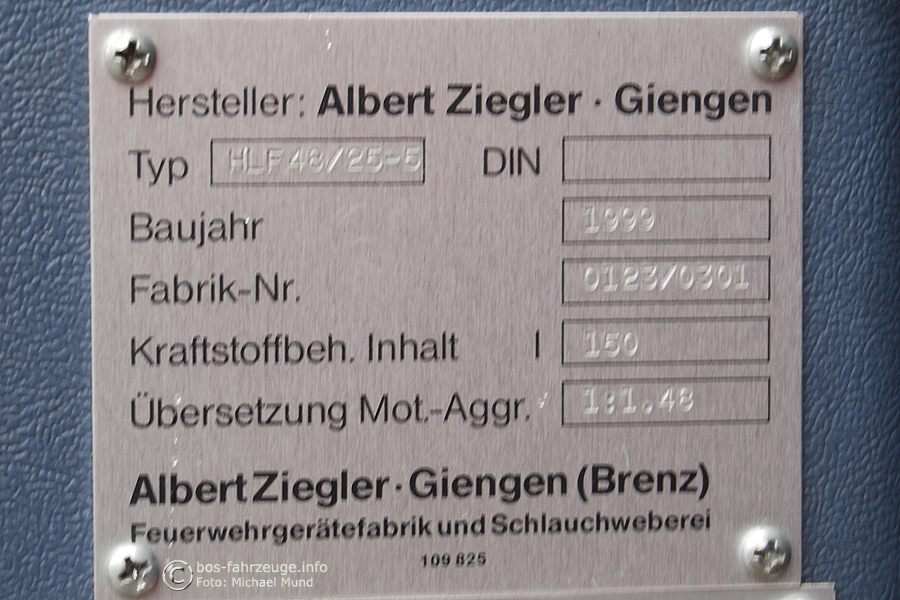 Hersteller: Albert Ziegler · Giengen
Typ HLF48/25-5 DIN
Baujahr 1999
Fabrik-Nr. 0123/0301
Kraftstoffbeh. Inhalt l 150
Übersetzung Mot.-Aggr. 1:1.48
Albert Ziegler · Giengen (Brenz)
Feuerwehrgerätefabrik und Schlauchweberei
109 825
© bos-fahrzeuge.info
Foto: Michael Mund